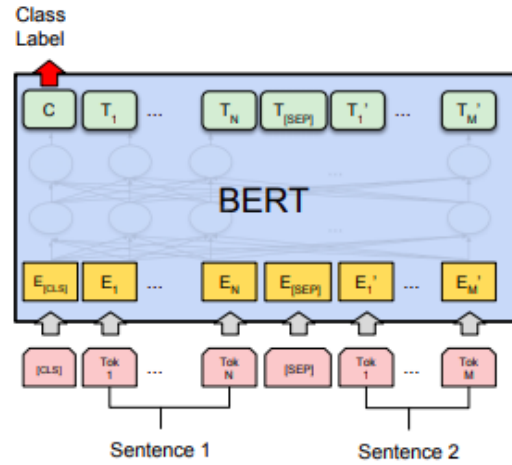 Class
Label
C T1 ... TN T[SEP] T1' ... TM'
...
BERT
...
E[CLS] E1 ... EN E[SEP] E1' ... EM'
[CLS] Tok 1 ... Tok N [SEP] Tok 1 ... Tok M
Sentence 1 Sentence 2